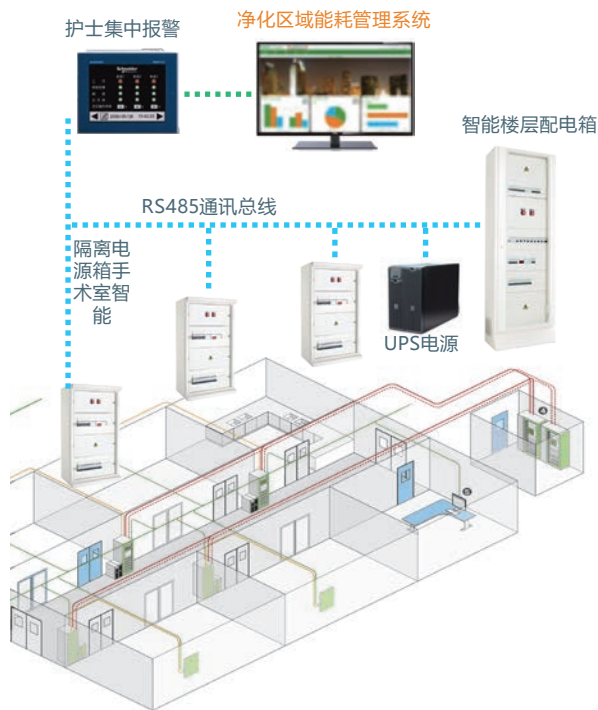 净化区域能耗管理系统
护士集中报警
Schneider
智能楼层配电箱
RS485通讯总线
隔离电
源箱手
术室智
能
UPS电源